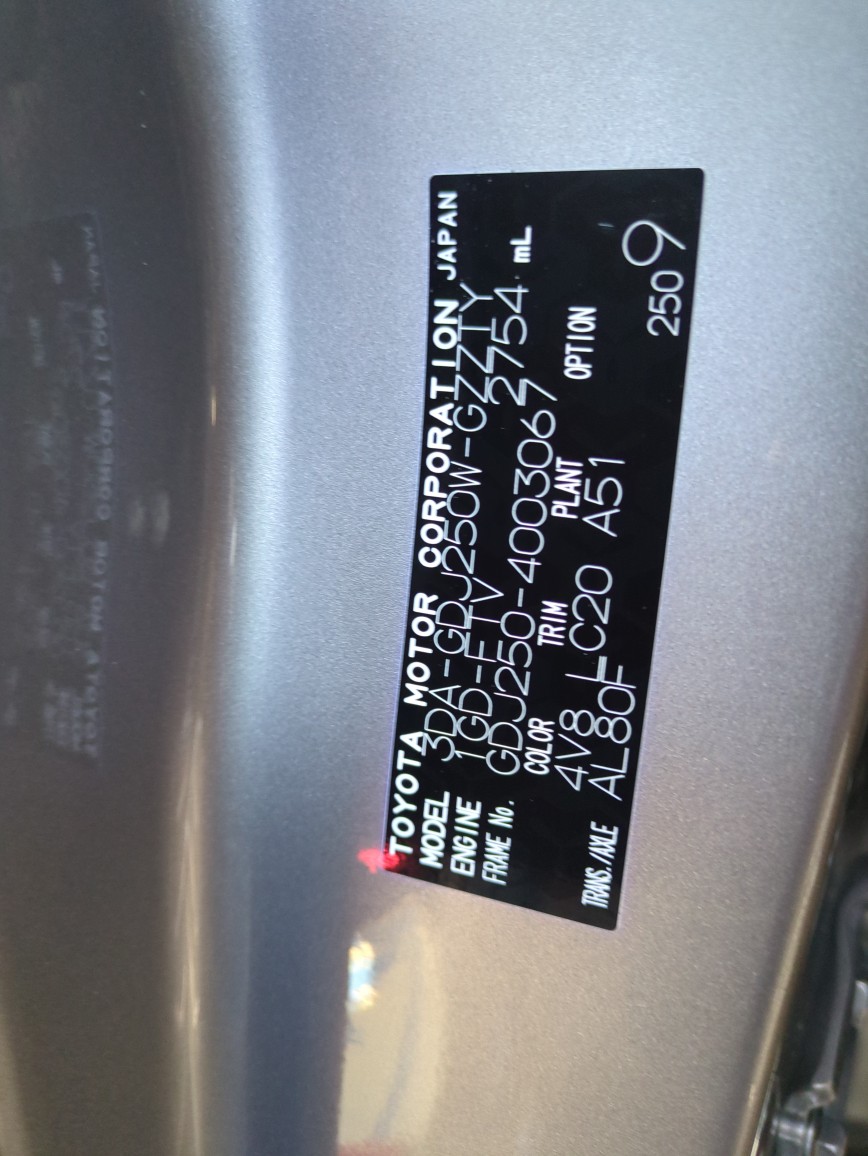 TOYOTA MOTOR CORPORATION JAPAN
MODEL 3DA-GDJ250W-GZZTY
ENGINE 1GD-FTV 2754 mL
FRAME No. GDJ250-4003067
COLOR TRIM PLANT OPTION
4V8 LC20 A51
TRANS./AXLE AL80F 2509